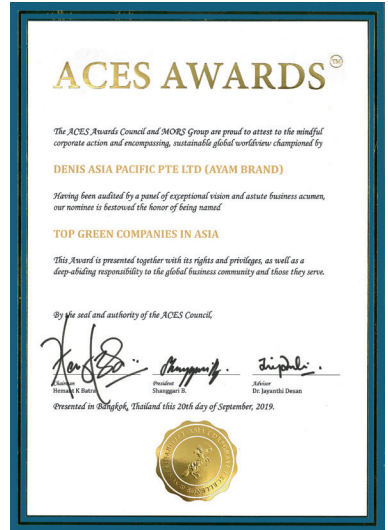 ACES AWARDS™
The ACES Awards Council and MORS Group are proud to attest to the mindful
corporate action and encompassing, sustainable global worldview championed by
DENIS ASIA PACIFIC PTE LTD (AYAM BRAND)
Having been audited by a panel of exceptional vision and astute business acumen,
our nominee is bestowed the honor of being named
TOP GREEN COMPANIES IN ASIA
This Award is presented together with its rights and privileges, as well as a
deep-abiding responsibility to the global business community and those they serve.
By the seal and authority of the ACES Council,
Chairman President Advisor
Hemant K Batra Shanggari B. Dr. Jayanthi Desan
Presented in Bangkok, Thailand this 20th day of September, 2019.